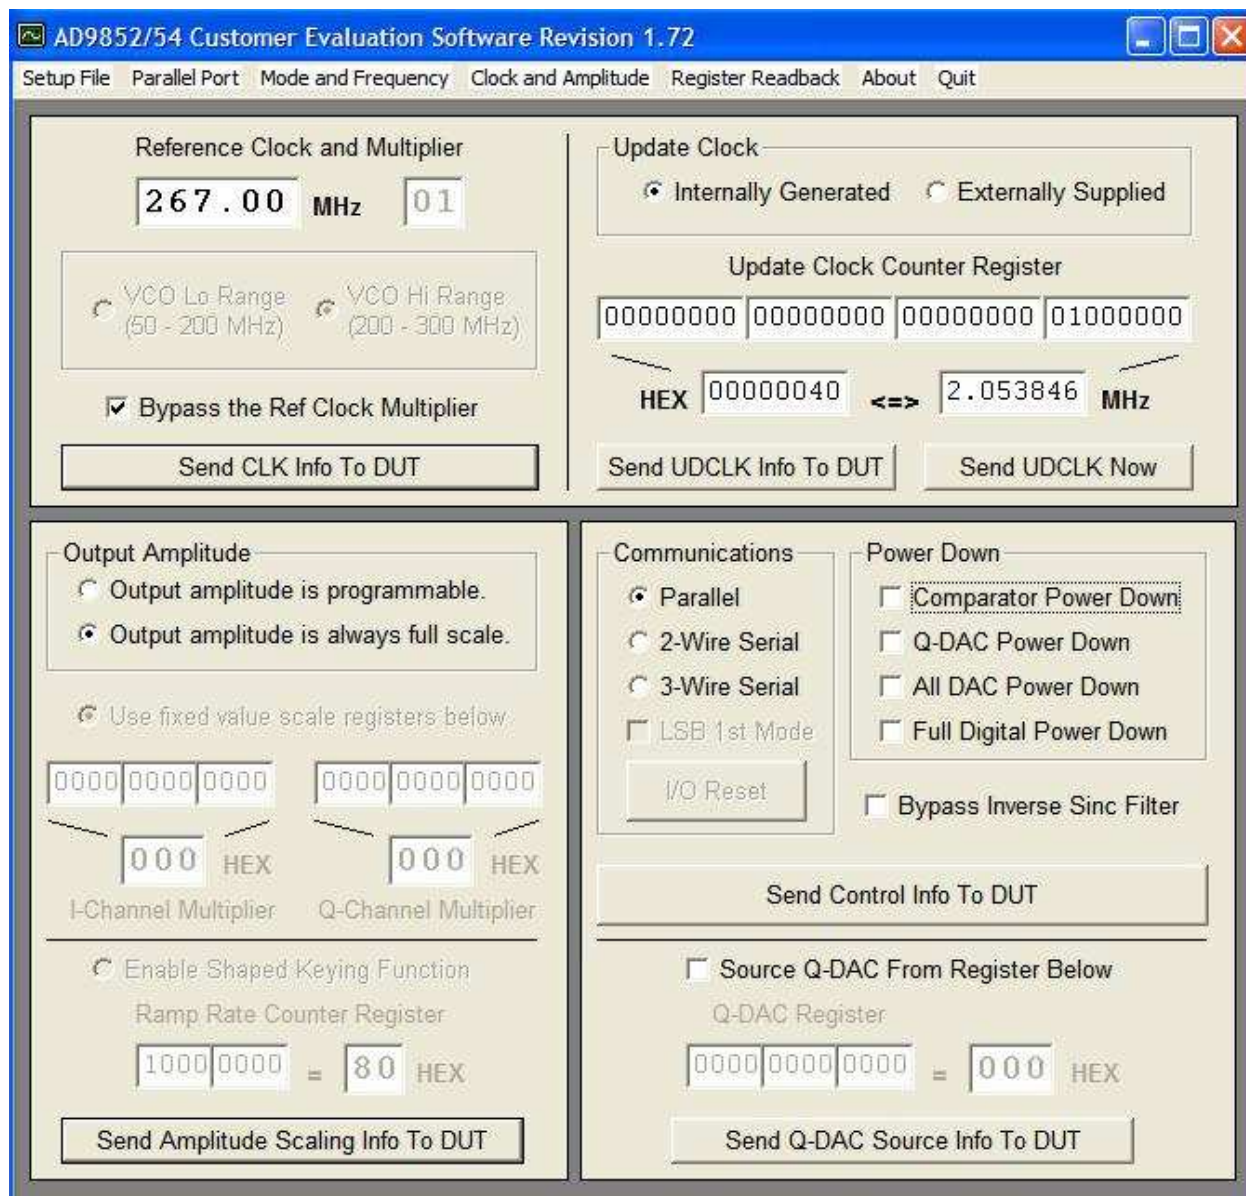 AD9852/54 Customer Evaluation Software Revision 1.72
Setup File Parallel Port Mode and Frequency Clock and Amplitude Register Readback About Quit
Reference Clock and Multiplier
267.00 MHz 01
VCO Lo Range
(50 - 200 MHz)
VCO Hi Range
(200 - 300 MHz)
Bypass the Ref Clock Multiplier
Send CLK Info To DUT
Update Clock
Internally Generated Externally Supplied
Update Clock Counter Register
00000000 00000000 00000000 01000000
HEX 00000040 <=> 2.053846 MHz
Send UDCLK Info To DUT Send UDCLK Now
Output Amplitude
Output amplitude is programmable.
Output amplitude is always full scale.
Use fixed value scale registers below
0000 0000 0000 0000 0000 0000
000 HEX 000 HEX
I-Channel Multiplier Q-Channel Multiplier
Enable Shaped Keying Function
Ramp Rate Counter Register
1000 0000 = 80 HEX
Send Amplitude Scaling Info To DUT
Communications
Parallel
2-Wire Serial
3-Wire Serial
LSB 1st Mode
I/O Reset
Power Down
Comparator Power Down
Q-DAC Power Down
All DAC Power Down
Full Digital Power Down
Bypass Inverse Sinc Filter
Send Control Info To DUT
Source Q-DAC From Register Below
Q-DAC Register
0000 0000 0000 = 000 HEX
Send Q-DAC Source Info To DUT